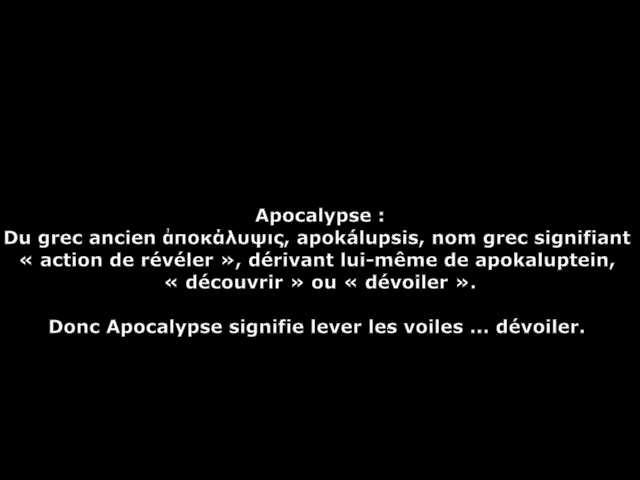 Apocalypse :
Du grec ancien ἀποκάλυψις, apokálupsis, nom grec signifiant
« action de révéler », dérivant lui-même de apokaluptein,
« découvrir » ou « dévoiler ».
Donc Apocalypse signifie lever les voiles ... dévoiler.